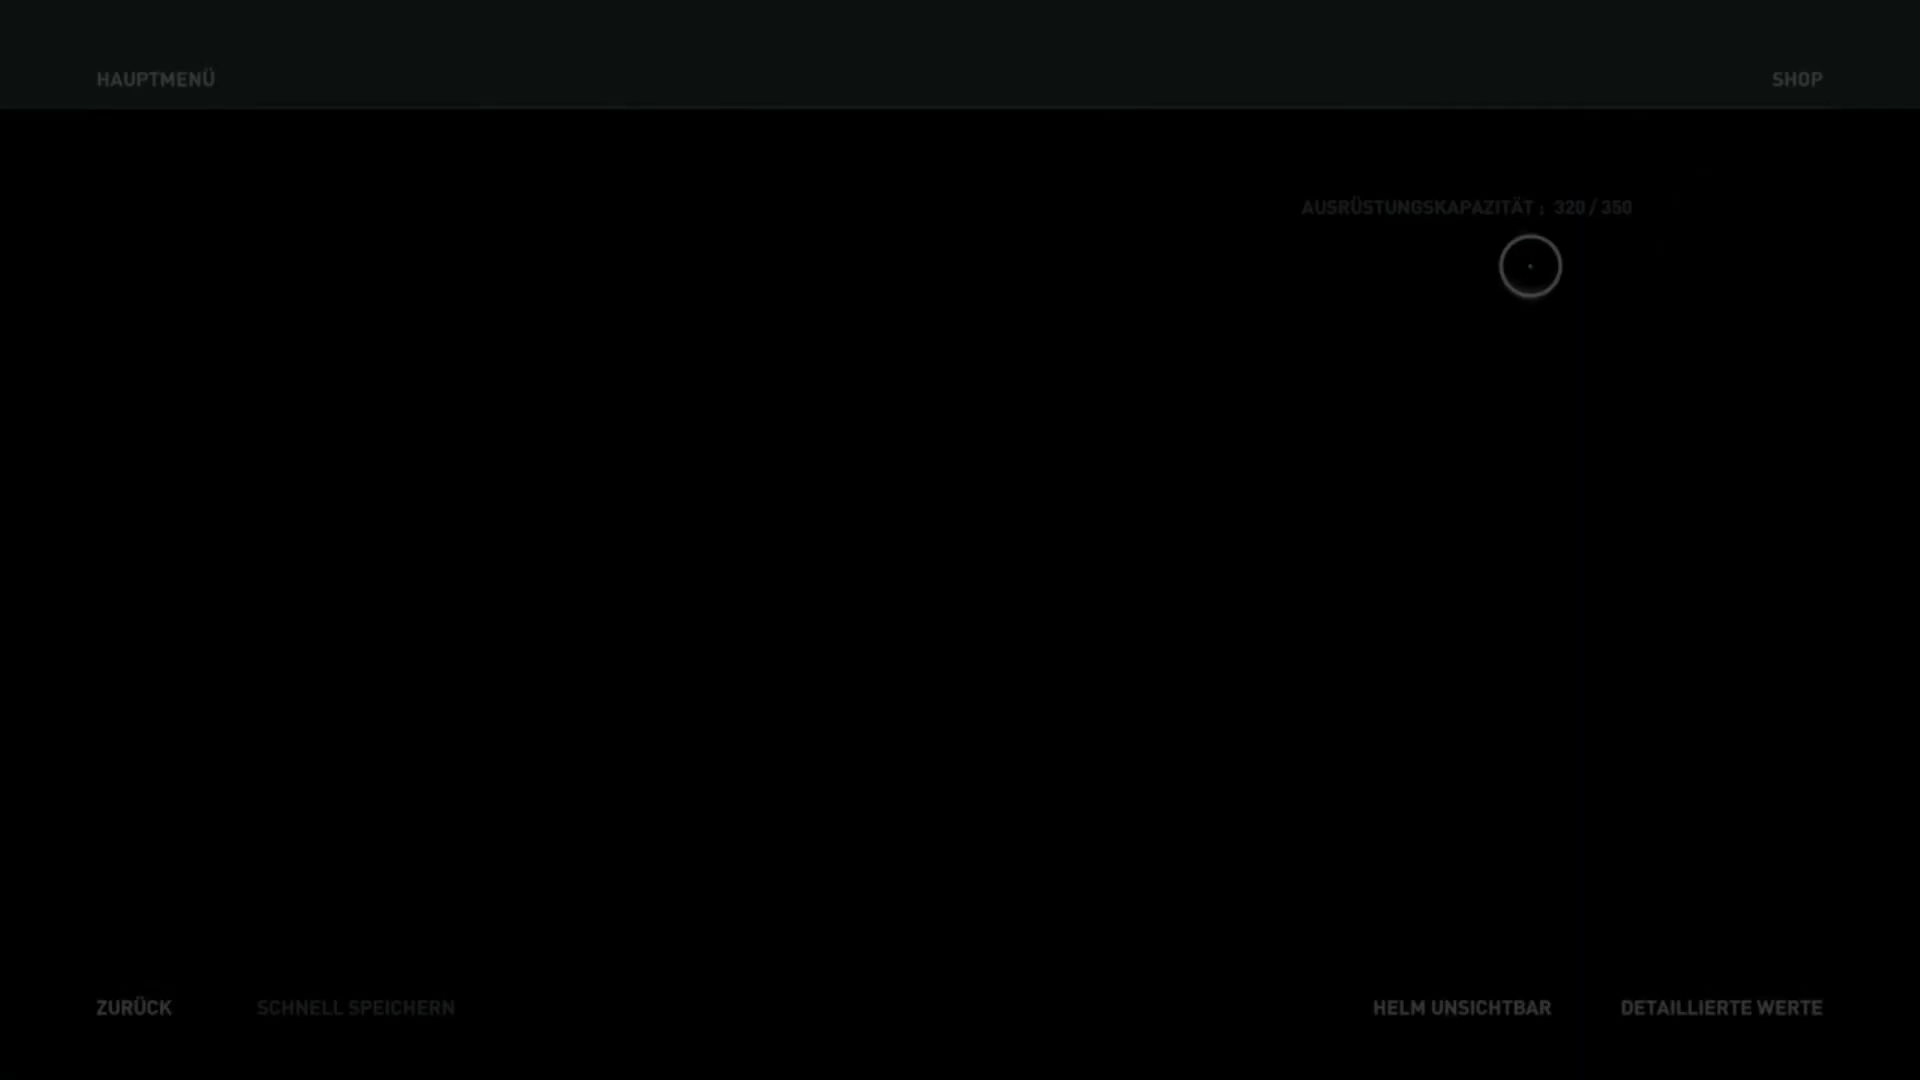 HAUPTMENÜ
SHOP
AUSRÜSTUNGSKAPAZITÄT : 320 / 350
ZURÜCK
SCHNELL SPEICHERN
HELM UNSICHTBAR
DETAILLIERTE WERTE